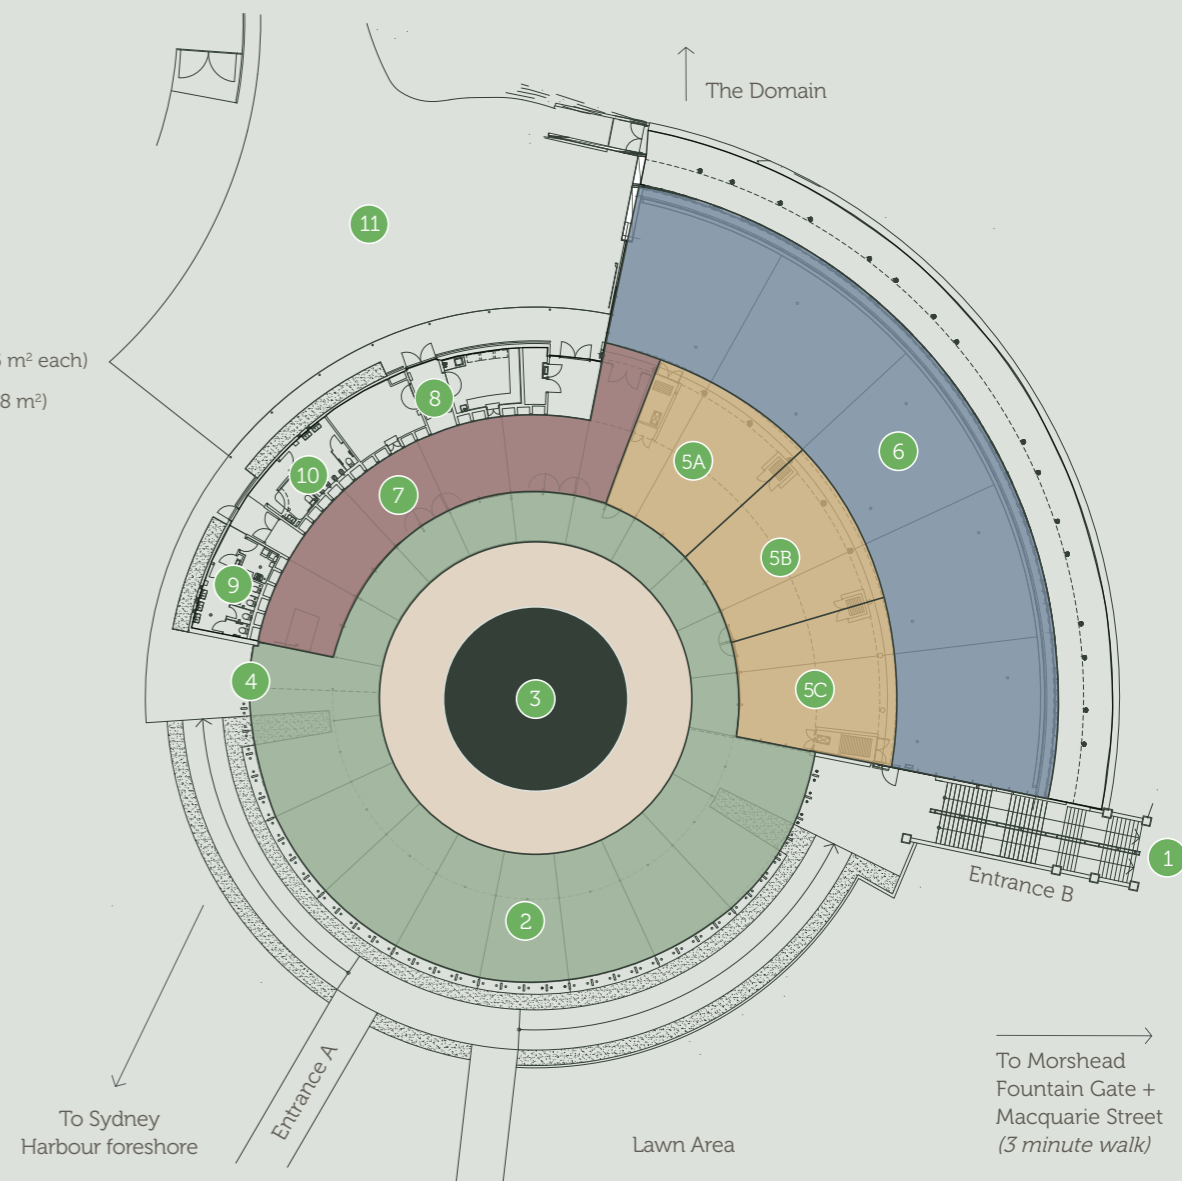 The Domain
11
m² each)
8 m²)
8
5A
6
10
7
5B
9
4
5C
3
1
Entrance B
2
Entrance A
To Sydney
Harbour foreshore
Lawn Area
To Morshead
Fountain Gate +
Macquarie Street
(3 minute walk)